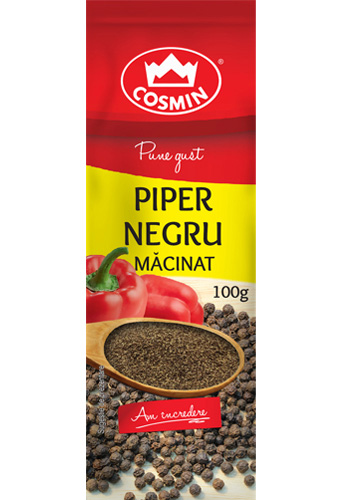 COSMIN
®
Pune gust
PIPER
NEGRU
MĂCINAT
100g
Am încredere